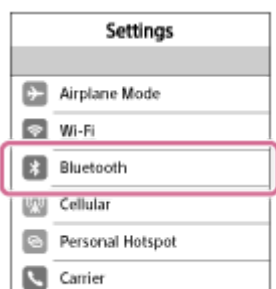 Settings
Airplane Mode
Wi-Fi
Bluetooth
Cellular
Personal Hotspot
Carrier